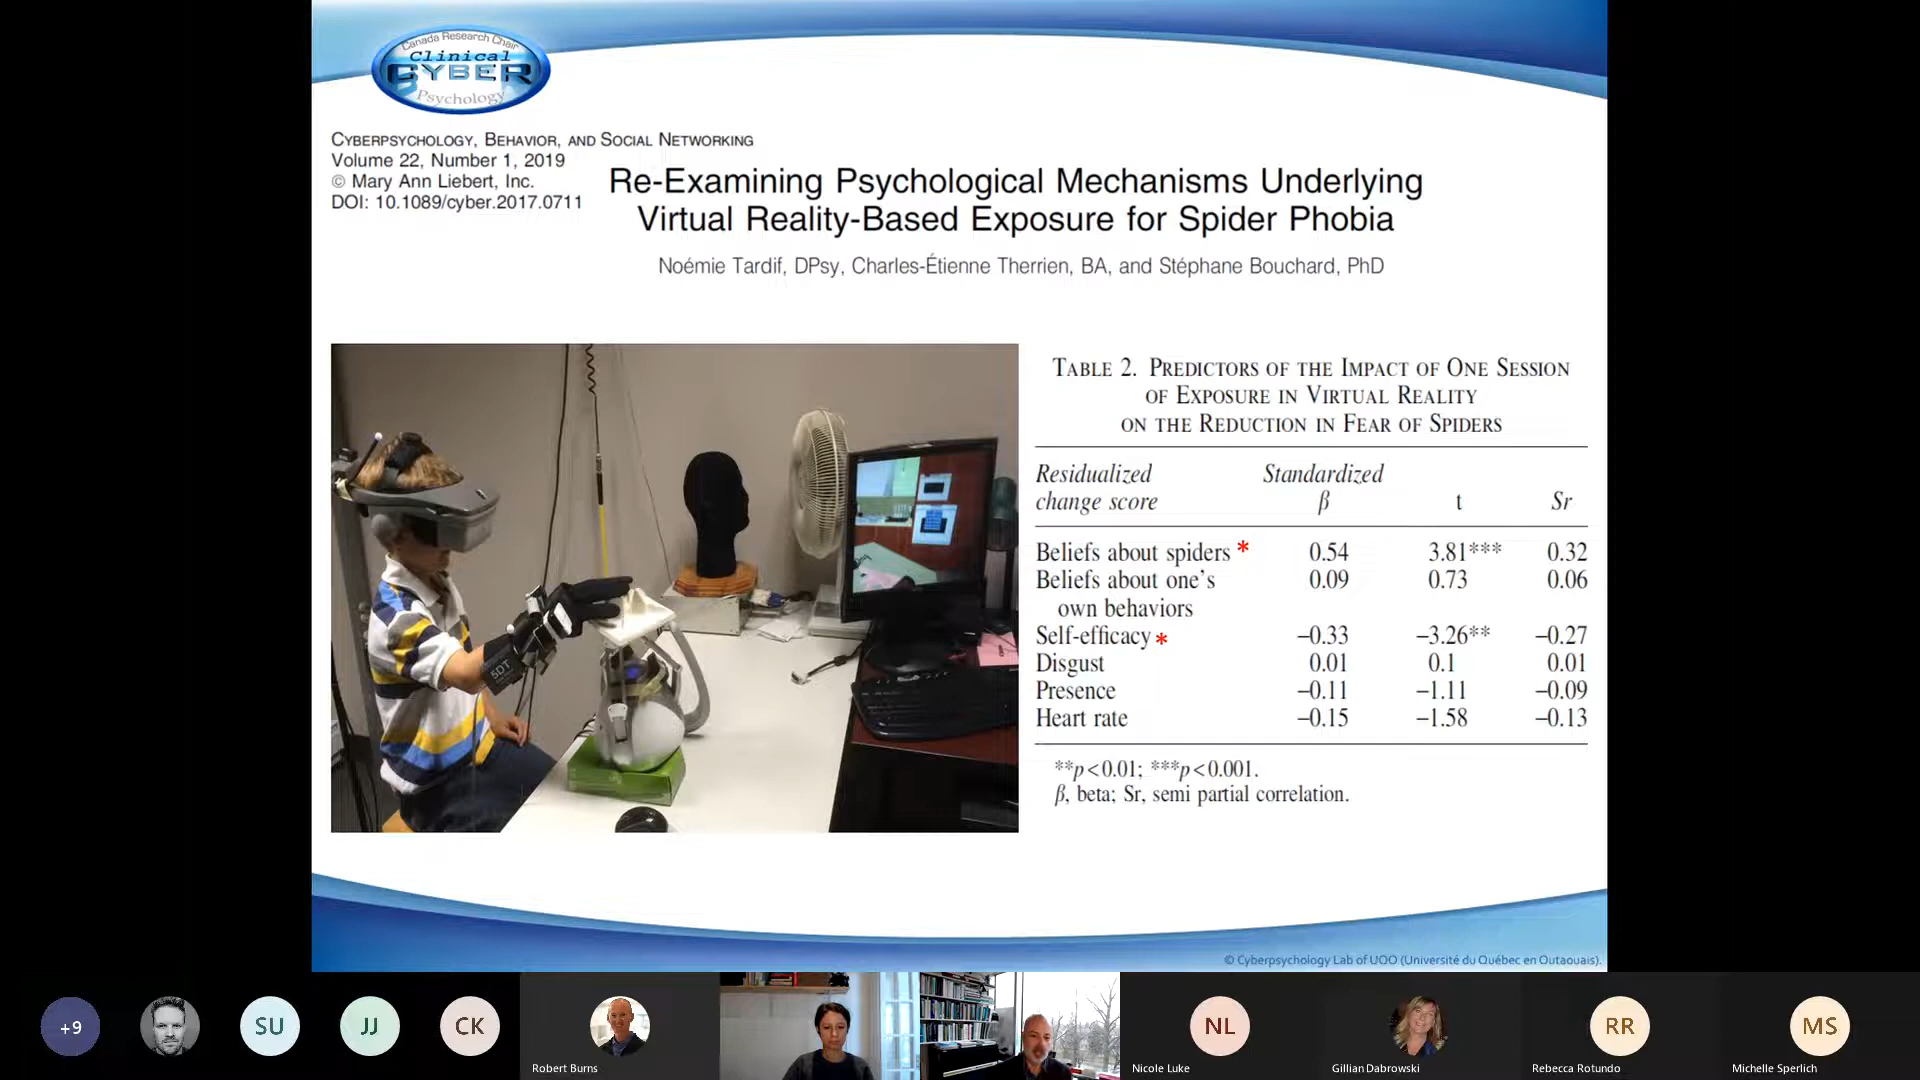 Canada Research Chair
Clinical
CYBER
Psychology
CYBERPSYCHOLOGY, BEHAVIOR, AND SOCIAL NETWORKING
Volume 22, Number 1, 2019
© Mary Ann Liebert, Inc.
DOI: 10.1089/cyber.2017.0711
Re-Examining Psychological Mechanisms Underlying
Virtual Reality-Based Exposure for Spider Phobia
Noémie Tardif, DPsy, Charles-Étienne Therrien, BA, and Stéphane Bouchard, PhD
5DT
TABLE 2. PREDICTORS OF THE IMPACT OF ONE SESSION
OF EXPOSURE IN VIRTUAL REALITY
ON THE REDUCTION IN FEAR OF SPIDERS
Residualized Standardized
change score β t Sr
Beliefs about spiders * 0.54 3.81*** 0.32
Beliefs about one's 0.09 0.73 0.06
own behaviors
Self-efficacy * −0.33 −3.26** −0.27
Disgust 0.01 0.1 0.01
Presence −0.11 −1.11 −0.09
Heart rate −0.15 −1.58 −0.13
**p<0.01; ***p<0.001.
β, beta; Sr, semi partial correlation.
© Cyberpsychology Lab of UOO (Université du Québec en Outaouais).
+9
SU
JJ
CK
Robert Burns
NL
Nicole Luke
Gillian Dabrowski
RR
Rebecca Rotundo
MS
Michelle Sperlich